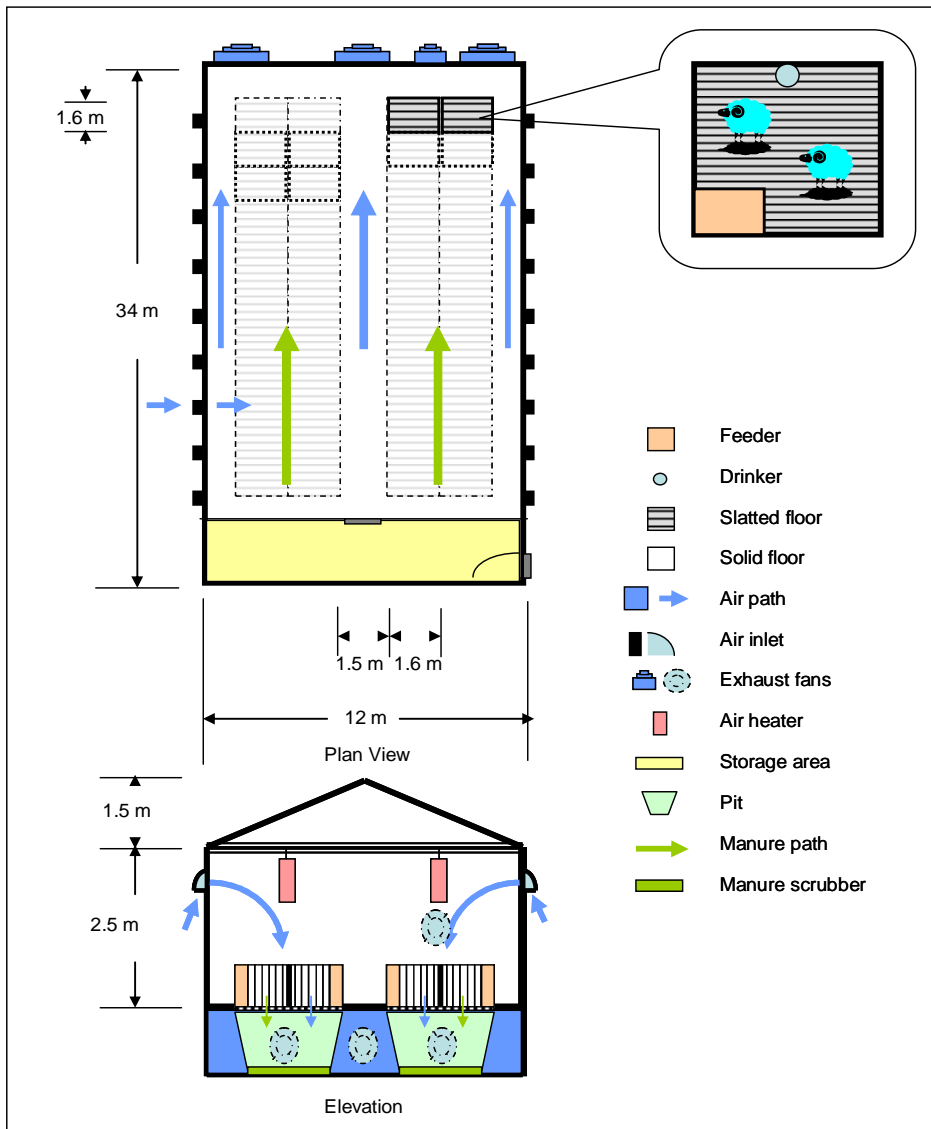 1.6 m
34 m
1.5 m
1.6 m
12 m
Plan View
1.5 m
2.5 m
Elevation
Feeder
Drinker
Slatted floor
Solid floor
Air path
Air inlet
Exhaust fans
Air heater
Storage area
Pit
Manure path
Manure scrubber